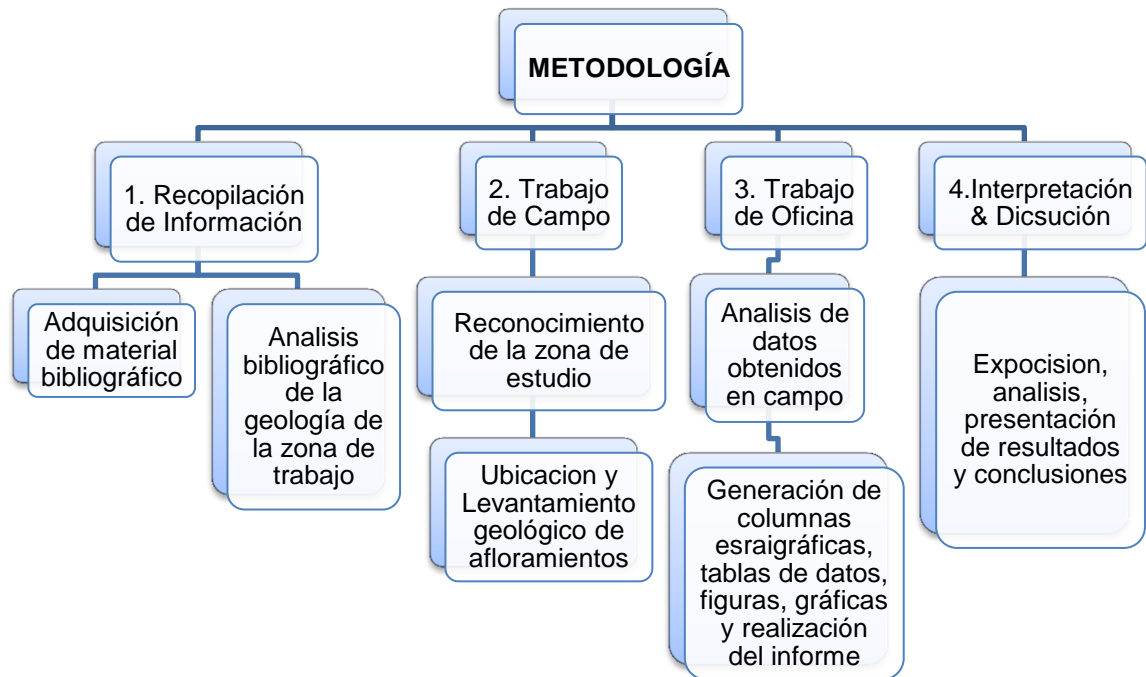 METODOLOGÍA
1. Recopilación
de Información
2. Trabajo
de Campo
3. Trabajo
de Oficina
4.Interpretación
& Dicsución
Adquisición
de material
bibliográfico
Analisis
bibliográfico
de la
geología de
la zona de
trabajo
Reconocimiento
de la zona de
estudio
Ubicacion y
Levantamiento
geológico de
afloramientos
Analisis de
datos
obtenidos
en campo
Generación de
columnas
esraigráficas,
tablas de datos,
figuras, gráficas
y realización
del informe
Expocision,
analisis,
presentación
de resultados
y conclusiones